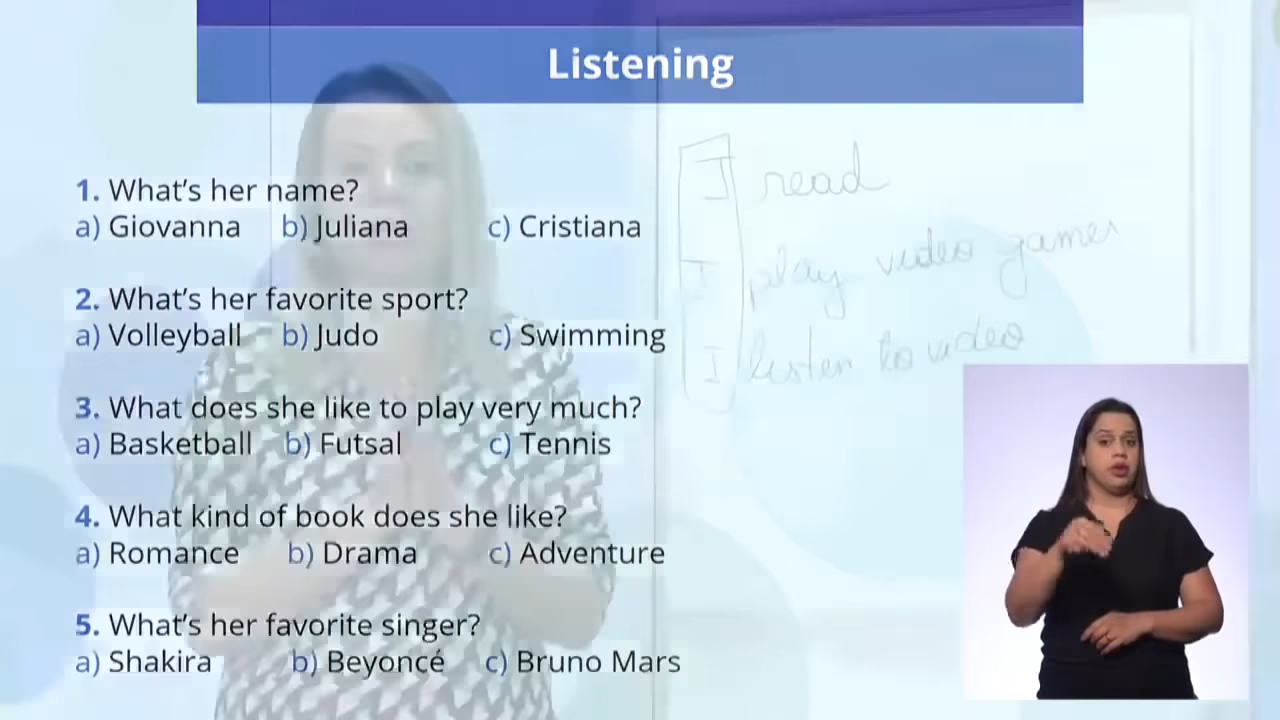 Listening
1. What's her name?
a) Giovanna b) Juliana c) Cristiana
2. What's her favorite sport?
a) Volleyball b) Judo c) Swimming
3. What does she like to play very much?
a) Basketball b) Futsal c) Tennis
4. What kind of book does she like?
a) Romance b) Drama c) Adventure
5. What's her favorite singer?
a) Shakira b) Beyoncé c) Bruno Mars
I read
I play video games
I listen to video